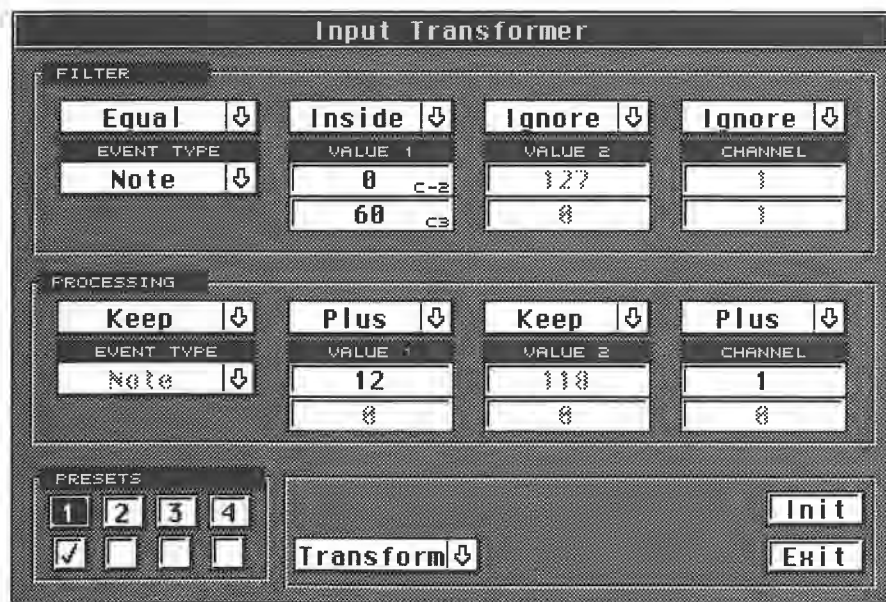 Input Transformer
FILTER
Equal Inside Ignore Ignore
EVENT TYPE VALUE 1 VALUE 2 CHANNEL
Note 0 C-2 127 1
60 C3 0 1
PROCESSING
Keep Plus Keep Plus
EVENT TYPE VALUE 1 VALUE 2 CHANNEL
Note 12 110 1
0 0 0
PRESETS
1 2 3 4
Init
Transform Exit